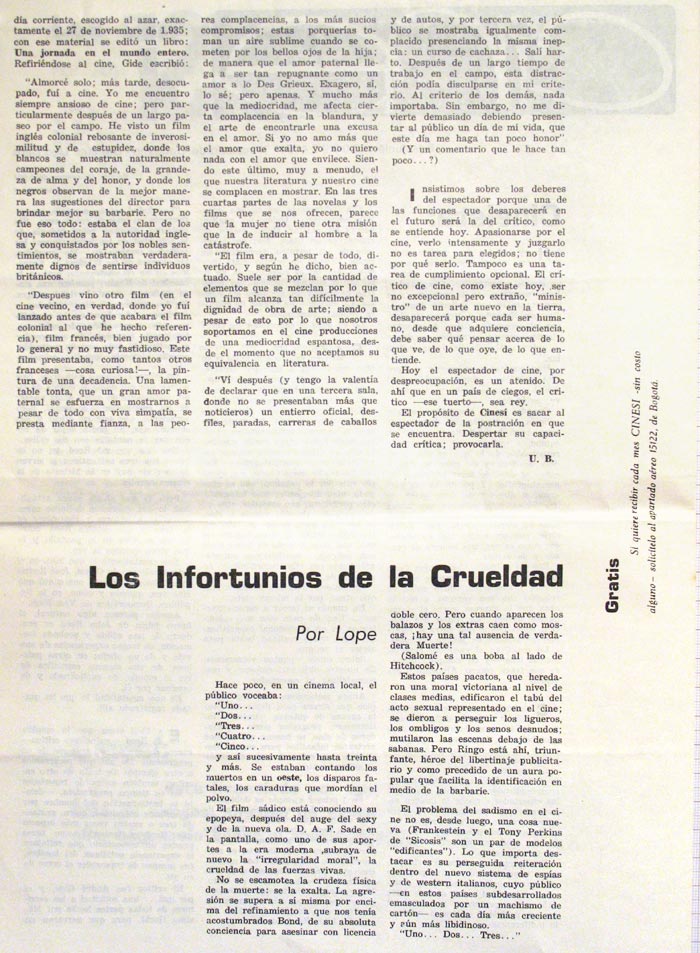 día corriente, escogido al azar, exac-
tamente el 27 de noviembre de 1.935;
con ese material se editó un libro:
Una jornada en el mundo entero.
Refiriéndose al cine, Gide escribió:
"Almorcé solo; más tarde, desocu-
pado, fuí a cine. Yo me encuentro
siempre ansioso de cine; pero par-
ticularmente después de un largo pa-
seo por el campo. He visto un film
inglés colonial rebosante de inverosi-
militud y de estupidez, donde los
blancos se muestran naturalmente
campeones del coraje, de la grande-
za de alma y del honor, y donde los
negros observan de la mejor mane-
ra las sugestiones del director para
brindar mejor su barbarie. Pero no
fue eso todo: estaba el clan de los
que, sometidos a la autoridad ingle-
sa y conquistados por los nobles sen-
timientos, se mostraban verdadera-
mente dignos de sentirse individuos
británicos.
"Despues vino otro film (en el
cine vecino, en verdad, donde yo fuí
lanzado antes de que acabara el film
colonial al que he hecho referen-
cia), film francés, bien jugado por
lo general y no muy fastidioso. Este
film presentaba, como tantos otros
franceses —cosa curiosa!—, la pin-
tura de una decadencia. Una lamen-
table tonta, que un gran amor pa-
ternal se esfuerza en mostrarnos a
pesar de todo con viva simpatía, se
presta mediante fianza, a las peo-
res complacencias, a los más sucios
compromisos; estas porquerías to-
man un aire sublime cuando se co-
meten por los bellos ojos de la hija;
de manera que el amor paternal lle-
ga a ser tan repugnante como un
amor a lo Des Grieux. Exagero, sí,
lo sé; pero apenas. Y mucho más
que la mediocridad, me afecta cier-
ta complacencia en la blandura, y
el arte de encontrarle una excusa
en el amor. Si yo no amo más que
el amor que exalta, yo no quiero
nada con el amor que envilece. Sien-
do este último, muy a menudo, el
que nuestra literatura y nuestro cine
se complacen en mostrar. En las tres
cuartas partes de las novelas y los
films que se nos ofrecen, parece
que la mujer no tiene otra misión
que la de inducir al hombre a la
catástrofe.
"El film era, a pesar de todo, di-
vertido, y según he dicho, bien ac-
tuado. Suele ser por la cantidad de
elementos que se mezclan por lo que
un film alcanza tan difícilmente la
dignidad de obra de arte; siendo a
pesar de esto por lo que nosotros
soportamos en el cine producciones
de una mediocridad espantosa, des-
de el momento que no aceptamos su
equivalencia en literatura.
"Ví después (y tengo la valentía
de declarar que en una tercera sala,
donde no se presentaban más que
noticieros) un entierro oficial, des-
files, paradas, carreras de caballos
y de autos, y por tercera vez, el pú-
blico se mostraba igualmente com-
placido presenciando la misma inep-
cia: un curso de cachaza... Salí har-
to. Después de un largo tiempo de
trabajo en el campo, esta distrac-
ción podía disculparse en mi crite-
rio. Al criterio de los demás, nada
importaba. Sin embargo, no me di-
vierte demasiado debiendo presen-
tar al público un día de mi vida, que
este día me haga tan poco honor"
(Y un comentario que le hace tan
poco...?)
Insistimos sobre los deberes
del espectador porque una de
las funciones que desaparecerá en
el futuro será la del crítico, como
se entiende hoy. Apasionarse por el
cine, verlo intensamente y juzgarlo
no es tarea para elegidos; no tiene
por qué serlo. Tampoco es una ta-
rea de cumplimiento opcional. El crí-
tico de cine, como existe hoy, ser
no excepcional pero extraño, "minis-
tro" de un arte nuevo en la tierra,
desaparecerá porque cada ser huma-
no, desde que adquiere conciencia,
debe saber qué pensar acerca de lo
que ve, de lo que oye, de lo que en-
tiende.
Hoy el espectador de cine, por
despreocupación, es un atenido. De
ahí que en un país de ciegos, el crí-
tico —ese tuerto—, sea rey.
El propósito de Cinesí es sacar al
espectador de la postración en que
se encuentra. Despertar su capaci-
dad crítica; provocarla.
U. B.
Gratis
Si quiere recibir cada mes CINESI -sin costo
alguno- solicítelo al apartado aéreo 15122, de Bogotá.
Los Infortunios de la Crueldad
Por Lope
Hace poco, en un cinema local, el
público voceaba:
"Uno...
"Dos...
"Tres...
"Cuatro...
"Cinco...
y así sucesivamente hasta treinta
y más. Se estaban contando los
muertos en un oeste, los disparos fa-
tales, los caraduras que mordían el
polvo.
El film sádico está conociendo su
epopeya, después del auge del sexy
y de la nueva ola. D. A. F. Sade en
la pantalla, como uno de sus apor-
tes a la era moderna subraya de
nuevo la "irregularidad moral", la
crueldad de las fuerzas vivas.
No se escamotea la crudeza física
de la muerte: se la exalta. La agre-
sión se supera a si misma por enci-
ma del refinamiento a que nos tenía
acostumbrados Bond, de su absoluta
conciencia para asesinar con licencia
doble cero. Pero cuando aparecen los
balazos y los extras caen como mos-
cas, ¡hay una tal ausencia de verda-
dera Muerte!
(Salomé es una boba al lado de
Hitchcock).
Estos países pacatos, que hereda-
ron una moral victoriana al nivel de
clases medias, edificaron el tabú del
acto sexual representado en el cine;
se dieron a perseguir los ligueros,
los ombligos y los senos desnudos;
mutilaron las escenas debajo de las
sabanas. Pero Ringo está ahí, triun-
fante, héroe del libertinaje publicita-
rio y como precedido de un aura po-
pular que facilita la identificación en
medio de la barbarie.
El problema del sadismo en el ci-
ne no es, desde luego, una cosa nue-
va (Frankestein y el Tony Perkins
de "Sicosis" son un par de modelos
"edificantes"). Lo que importa des-
tacar es su perseguida reiteración
dentro del nuevo sistema de espías
y de western italianos, cuyo público
—en estos países subdesarrollados
emasculados por un machismo de
cartón— es cada día más creciente
y aún más libidinoso.
"Uno... Dos... Tres..."